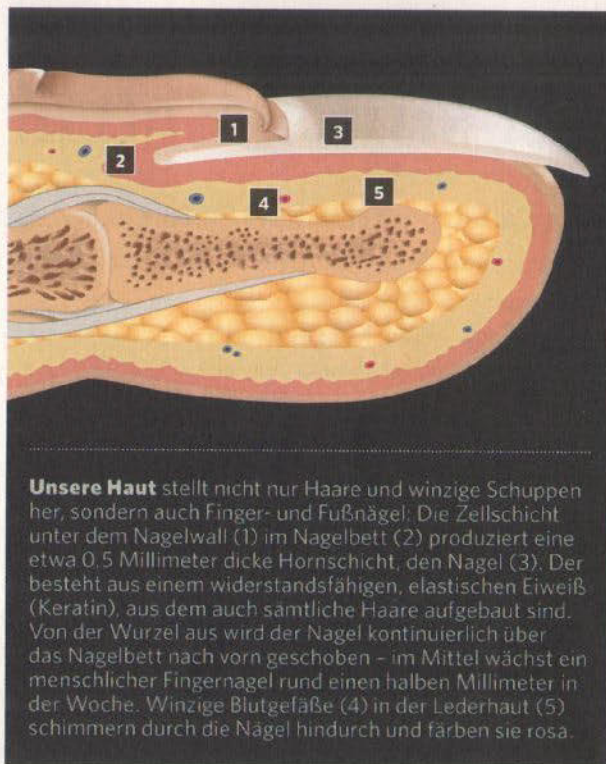 1
3
2
4
5
Unsere Haut stellt nicht nur Haare und winzige Schuppen
her, sondern auch Finger- und Fußnägel: Die Zellschicht
unter dem Nagelwall (1) im Nagelbett (2) produziert eine
etwa 0,5 Millimeter dicke Hornschicht, den Nagel (3). Der
besteht aus einem widerstandsfähigen, elastischen Eiweiß
(Keratin), aus dem auch sämtliche Haare aufgebaut sind.
Von der Wurzel aus wird der Nagel kontinuierlich über
das Nagelbett nach vorn geschoben – im Mittel wächst ein
menschlicher Fingernagel rund einen halben Millimeter in
der Woche. Winzige Blutgefäße (4) in der Lederhaut (5)
schimmern durch die Nägel hindurch und färben sie rosa.